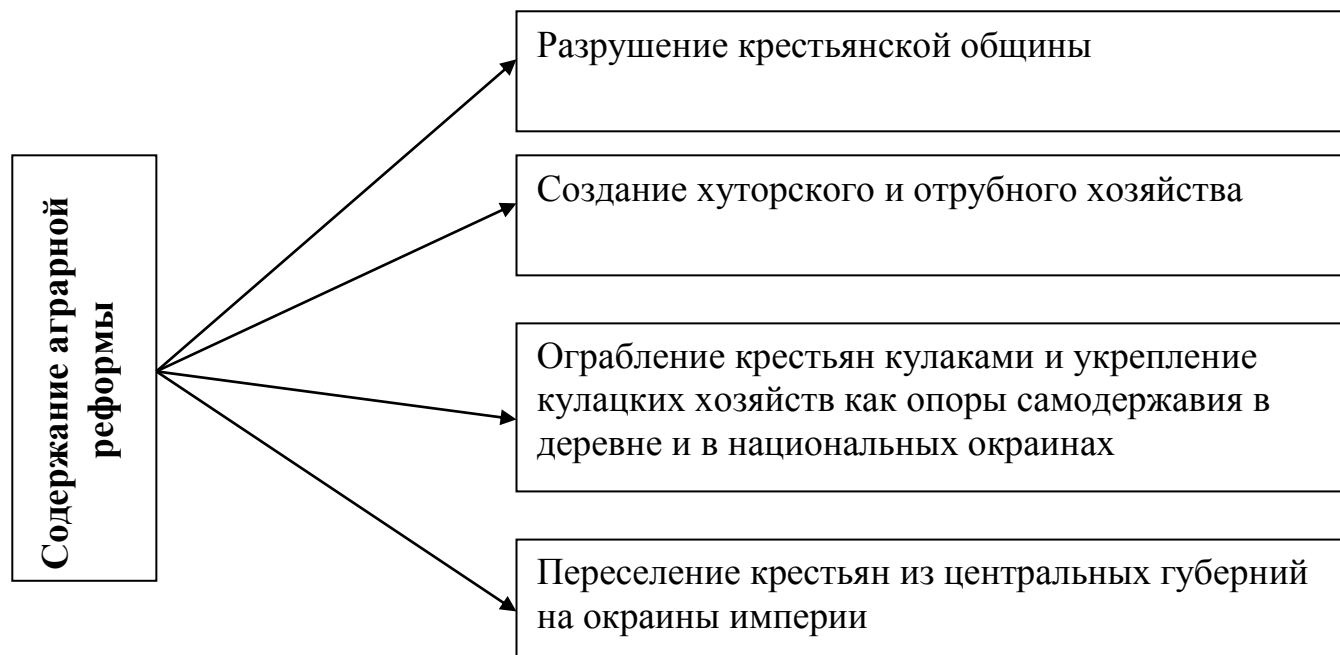 Содержание аграрной
реформы
Разрушение крестьянской общины
Создание хуторского и отрубного хозяйства
Ограбление крестьян кулаками и укрепление
кулацких хозяйств как опоры самодержавия в
деревне и в национальных окраинах
Переселение крестьян из центральных губерний
на окраины империи